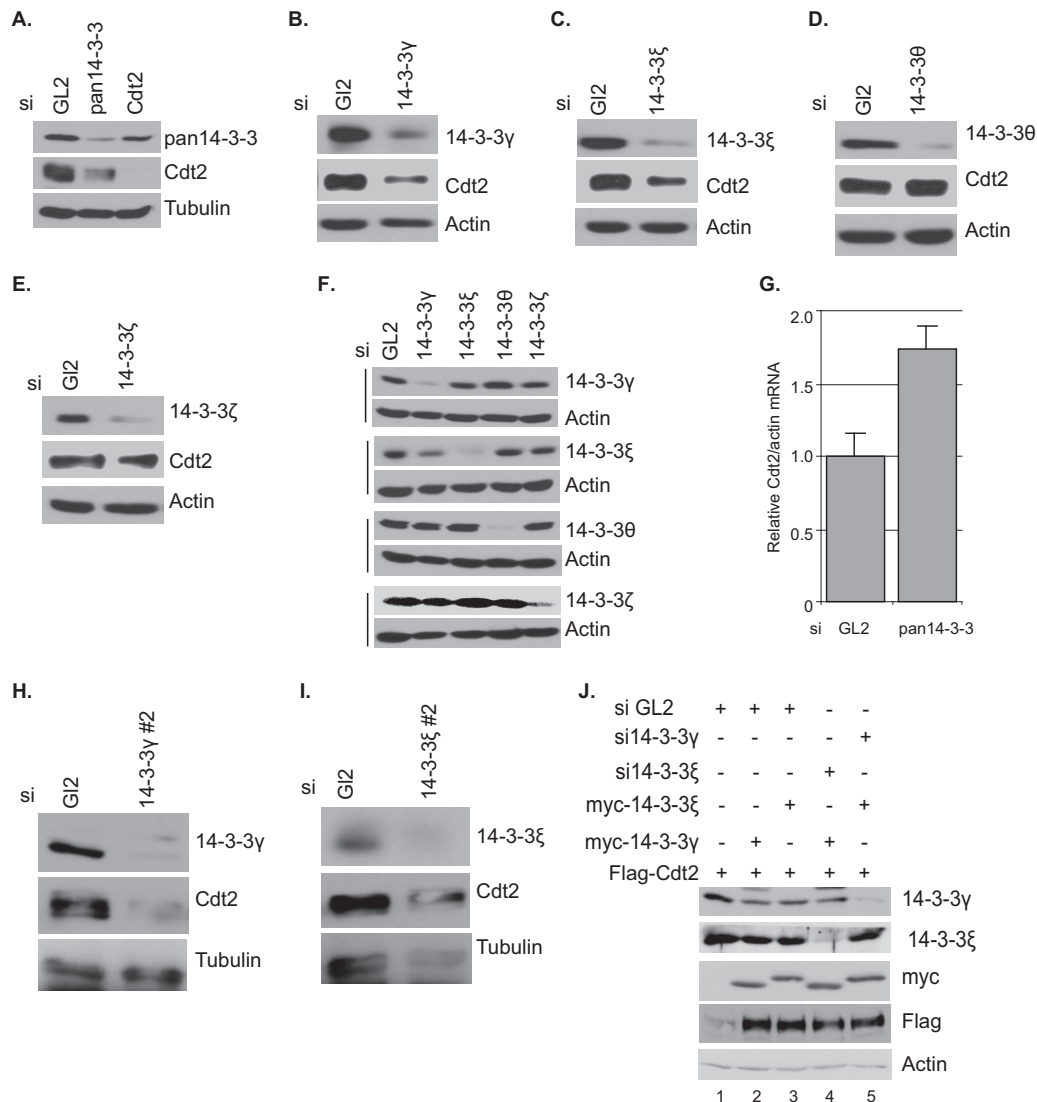 A.
si GL2 pan14-3-3 Cdt2
pan14-3-3
Cdt2
Tubulin
B.
Gl2 14-3-3γ
14-3-3γ
Cdt2
Actin
C.
Gl2 14-3-3ξ
14-3-3ξ
Cdt2
Actin
D.
Gl2 14-3-3θ
14-3-3θ
Cdt2
Actin
E.
si Gl2 14-3-3ζ
14-3-3ζ
Cdt2
Actin
F.
si GL2 14-3-3γ 14-3-3ξ 14-3-3θ 14-3-3ζ
14-3-3γ
Actin
14-3-3ξ
Actin
14-3-3θ
Actin
14-3-3ζ
Actin
G.
Relative Cdt2/actin mRNA
2.0
1.5
1.0
0.5
0
si GL2 pan14-3-3
H.
si Gl2 14-3-3γ #2
14-3-3γ
Cdt2
Tubulin
I.
si Gl2 14-3-3ξ #2
14-3-3ξ
Cdt2
Tubulin
J.
si GL2 + + + - -
si14-3-3γ - - - - +
si14-3-3ξ - - - + -
myc-14-3-3ξ - - + - +
myc-14-3-3γ - + - + -
Flag-Cdt2 + + + + +
14-3-3γ
14-3-3ξ
myc
Flag
Actin
1 2 3 4 5